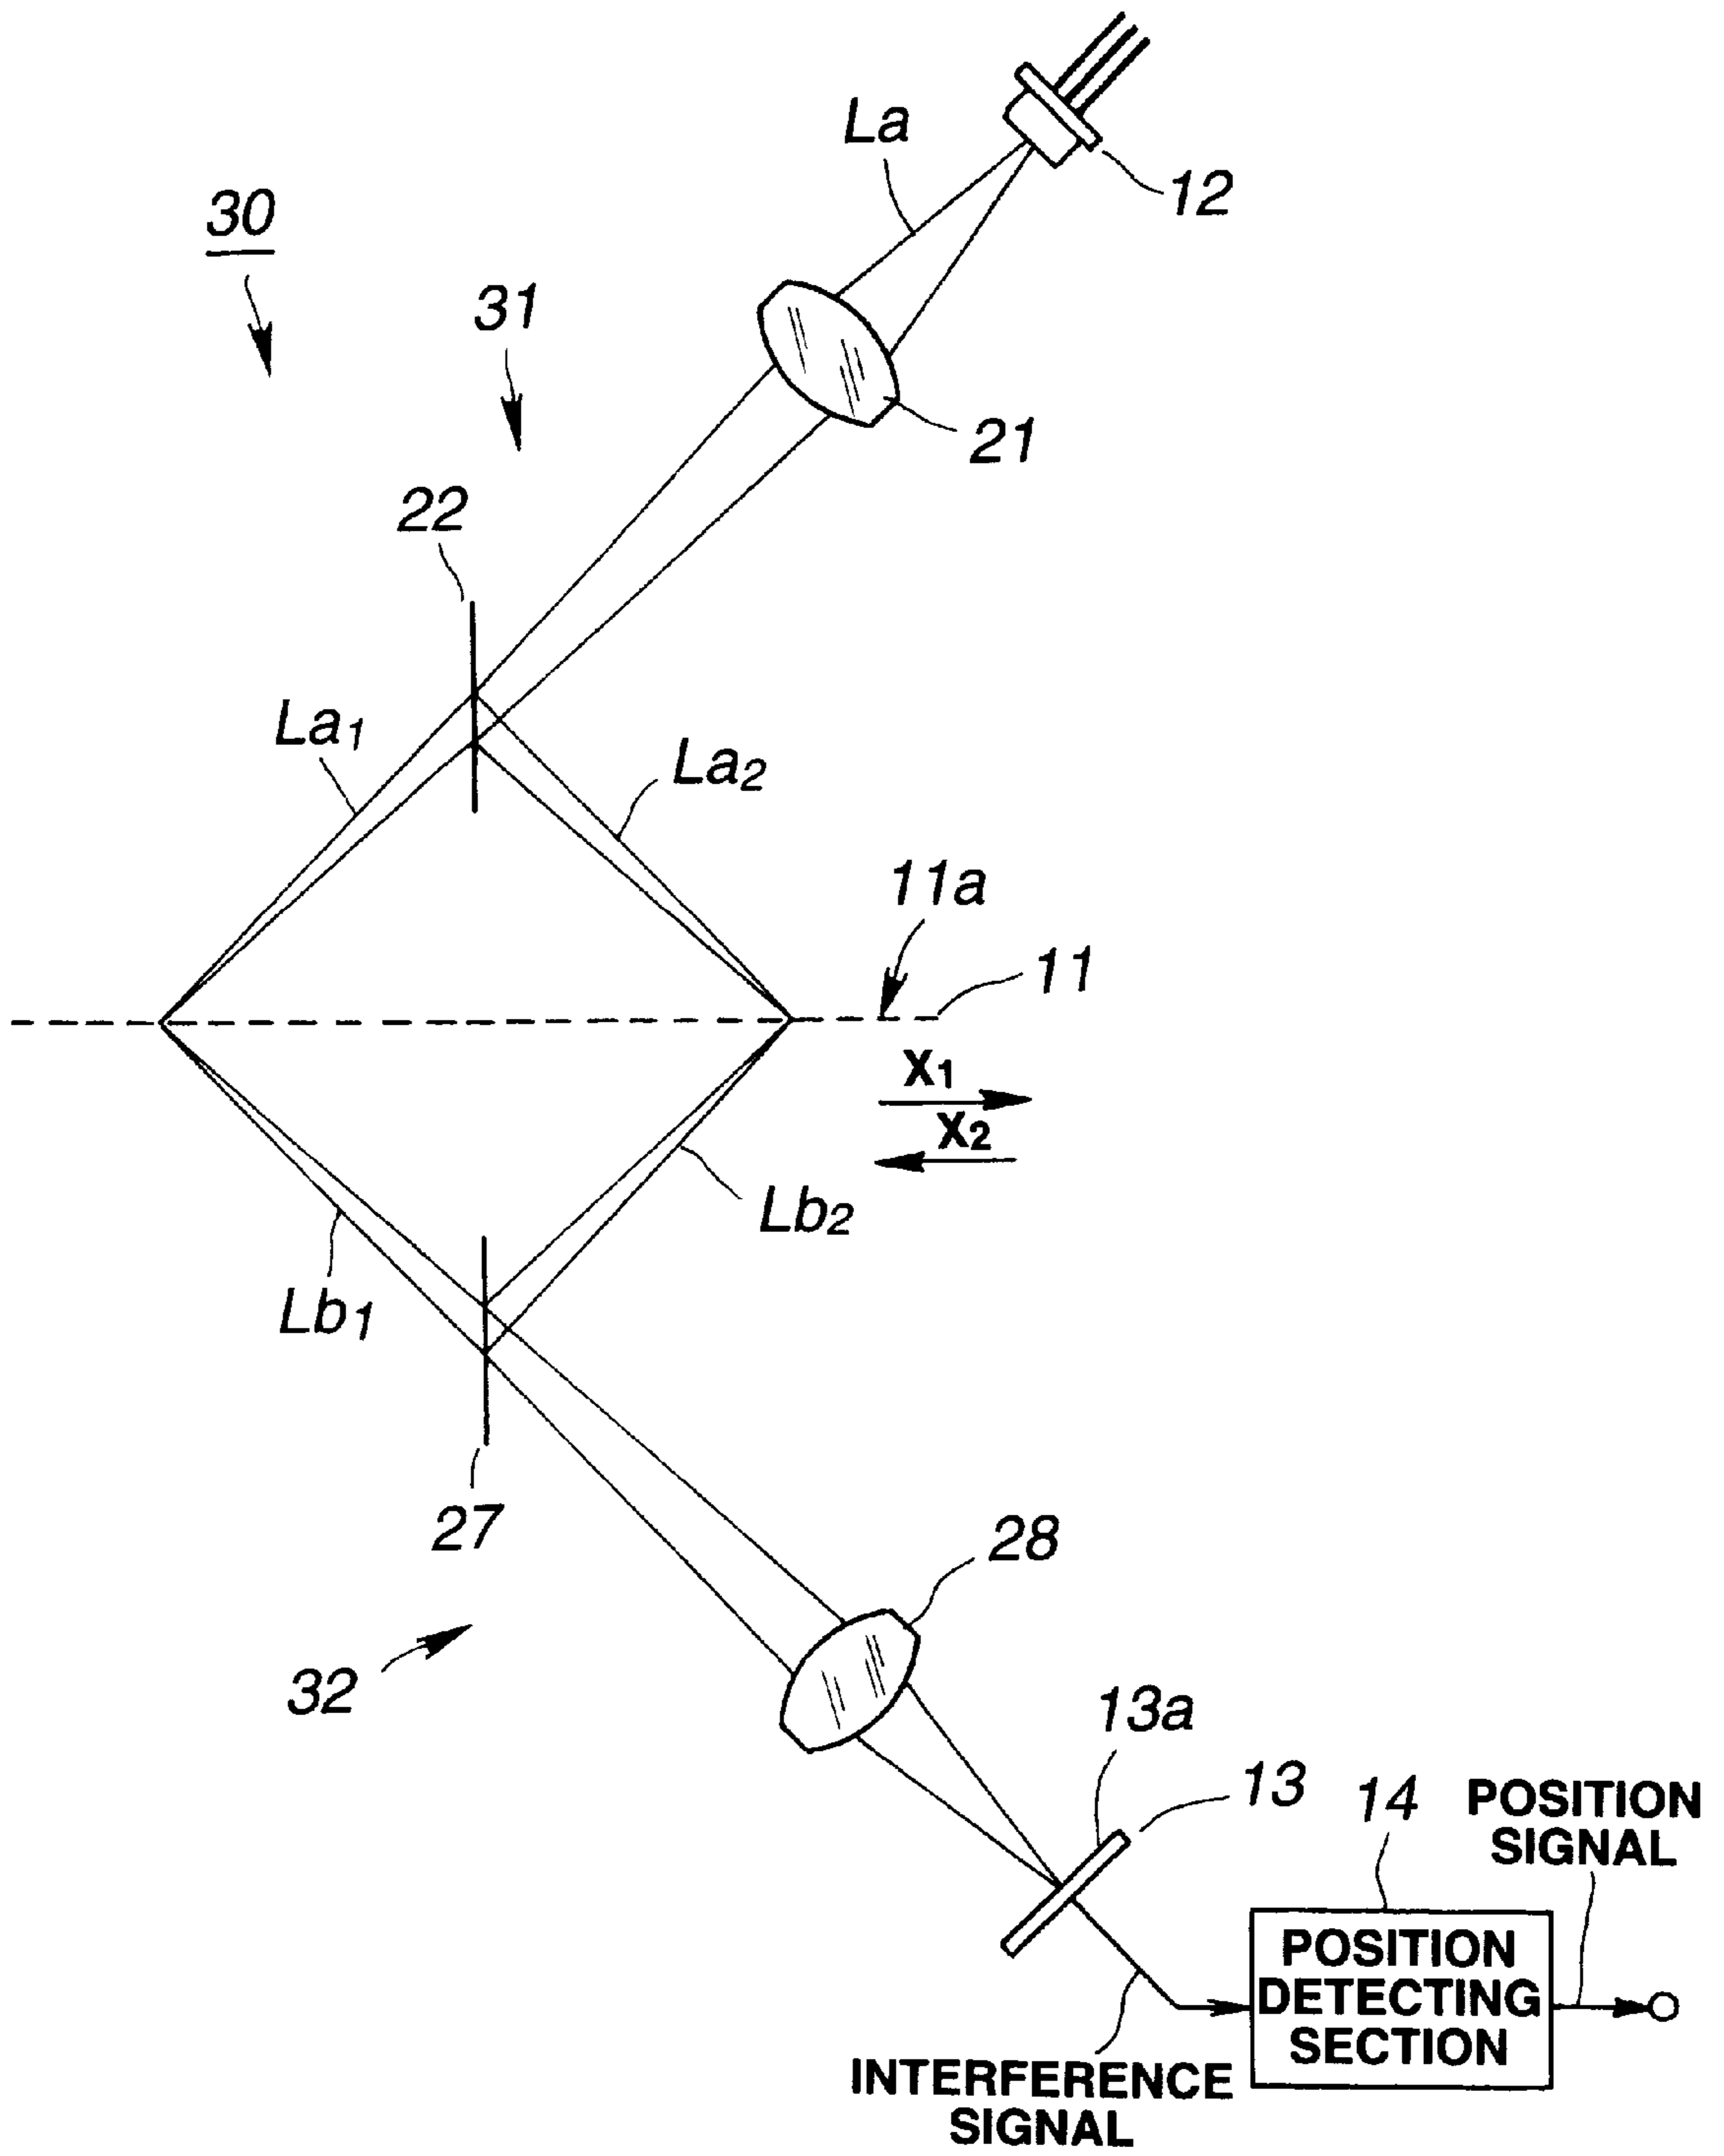 La
12
30
31
21
22
La1
La2
11a
11
X1
X2
Lb2
Lb1
27
28
32
13a
13
14
POSITION
SIGNAL
POSITION
DETECTING
SECTION
INTERFERENCE
SIGNAL